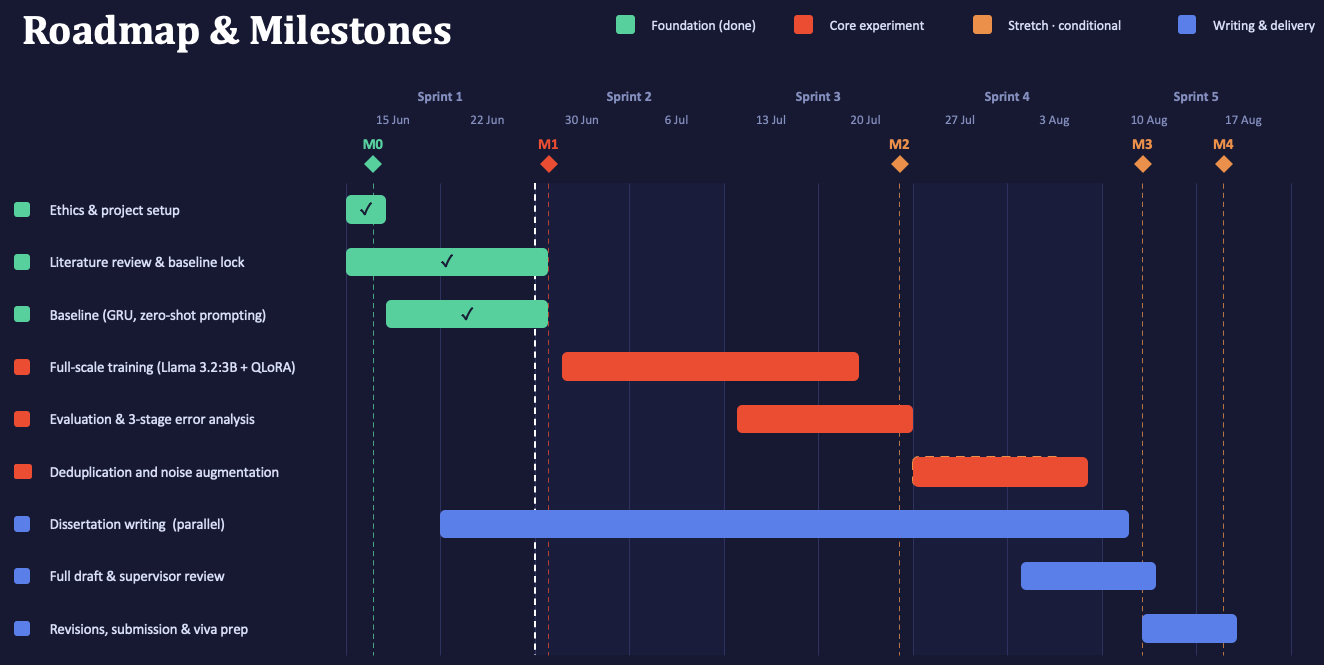 Roadmap & Milestones
Foundation (done)
Core experiment
Stretch · conditional
Writing & delivery
Sprint 1
Sprint 2
Sprint 3
Sprint 4
Sprint 5
15 Jun
22 Jun
30 Jun
6 Jul
13 Jul
20 Jul
27 Jul
3 Aug
10 Aug
17 Aug
M0
M1
M2
M3
M4
Ethics & project setup
✓
Literature review & baseline lock
✓
Baseline (GRU, zero-shot prompting)
✓
Full-scale training (Llama 3.2:3B + QLoRA)
Evaluation & 3-stage error analysis
Deduplication and noise augmentation
Dissertation writing (parallel)
Full draft & supervisor review
Revisions, submission & viva prep